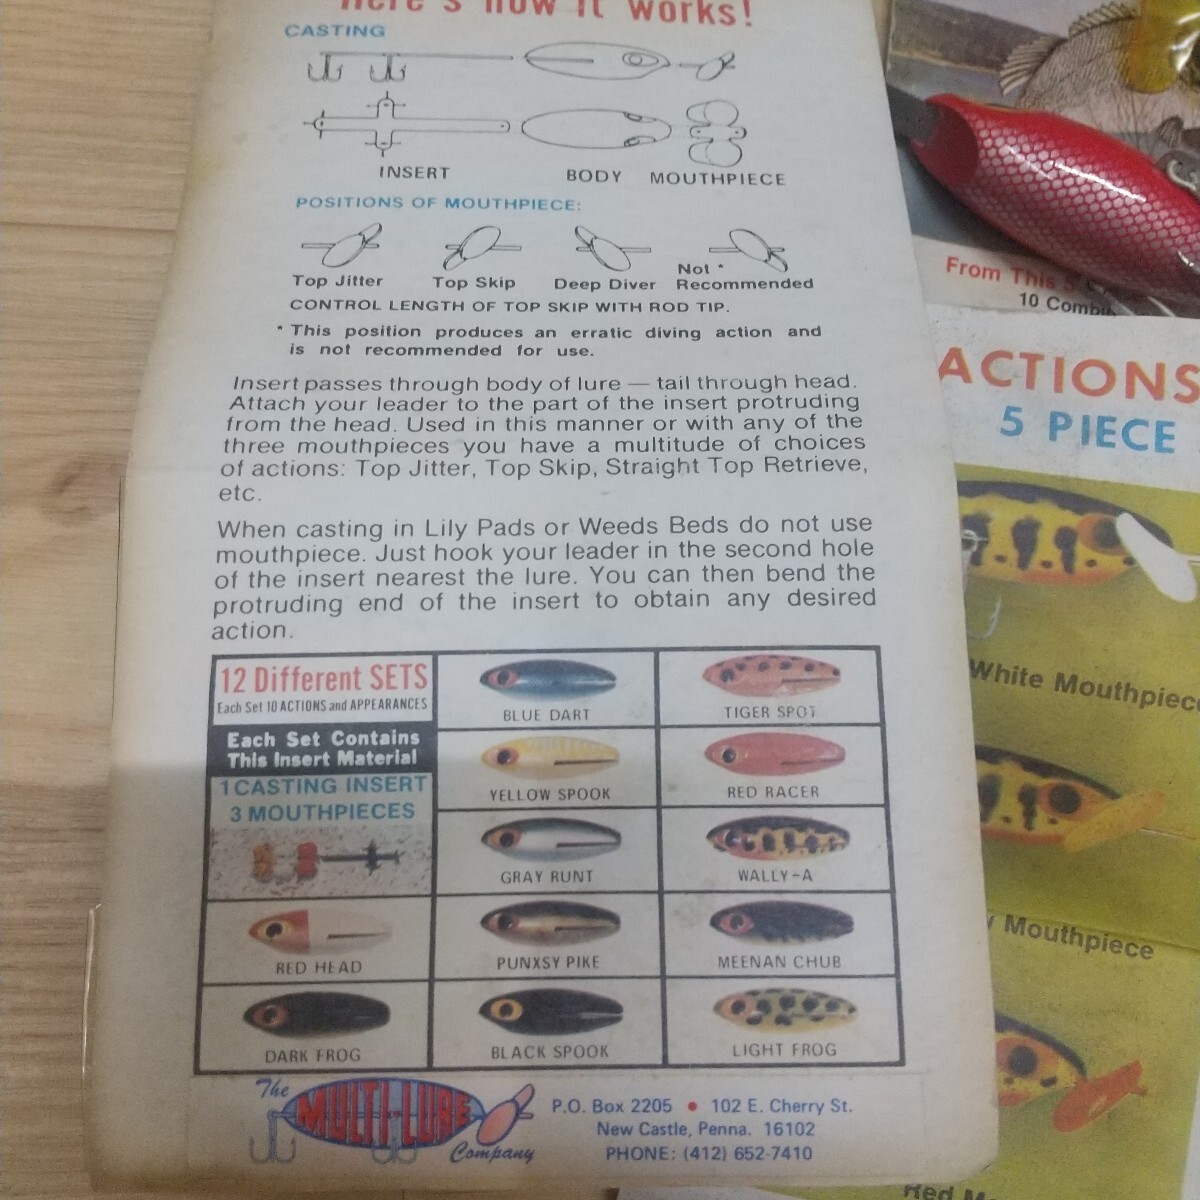 Here's how it works!
CASTING
INSERT
BODY
MOUTHPIECE
POSITIONS OF MOUTHPIECE:
Top Jitter
Top Skip
Deep Diver
Not *
Recommended
CONTROL LENGTH OF TOP SKIP WITH ROD TIP.
* This position produces an erratic diving action and
is not recommended for use.
Insert passes through body of lure — tail through head.
Attach your leader to the part of the insert protruding
from the head. Used in this manner or with any of the
three mouthpieces you have a multitude of choices
of actions: Top Jitter, Top Skip, Straight Top Retrieve,
etc.
When casting in Lily Pads or Weeds Beds do not use
mouthpiece. Just hook your leader in the second hole
of the insert nearest the lure. You can then bend the
protruding end of the insert to obtain any desired
action.
12 Different SETS
Each Set 10 ACTIONS and APPEARANCES
Each Set Contains
This Insert Material
1 CASTING INSERT
3 MOUTHPIECES
BLUE DART
TIGER SPOT
YELLOW SPOOK
RED RACER
GRAY RUNT
WALLY-A
RED HEAD
PUNXSY PIKE
MEENAN CHUB
DARK FROG
BLACK SPOOK
LIGHT FROG
The
MULTI-LURE
Company
P.O. Box 2205 • 102 E. Cherry St.
New Castle, Penna. 16102
PHONE: (412) 652-7410
From This 5
10 Combi
ACTIONS
5 PIECE
White Mouthpiece
Mouthpiece
Red M